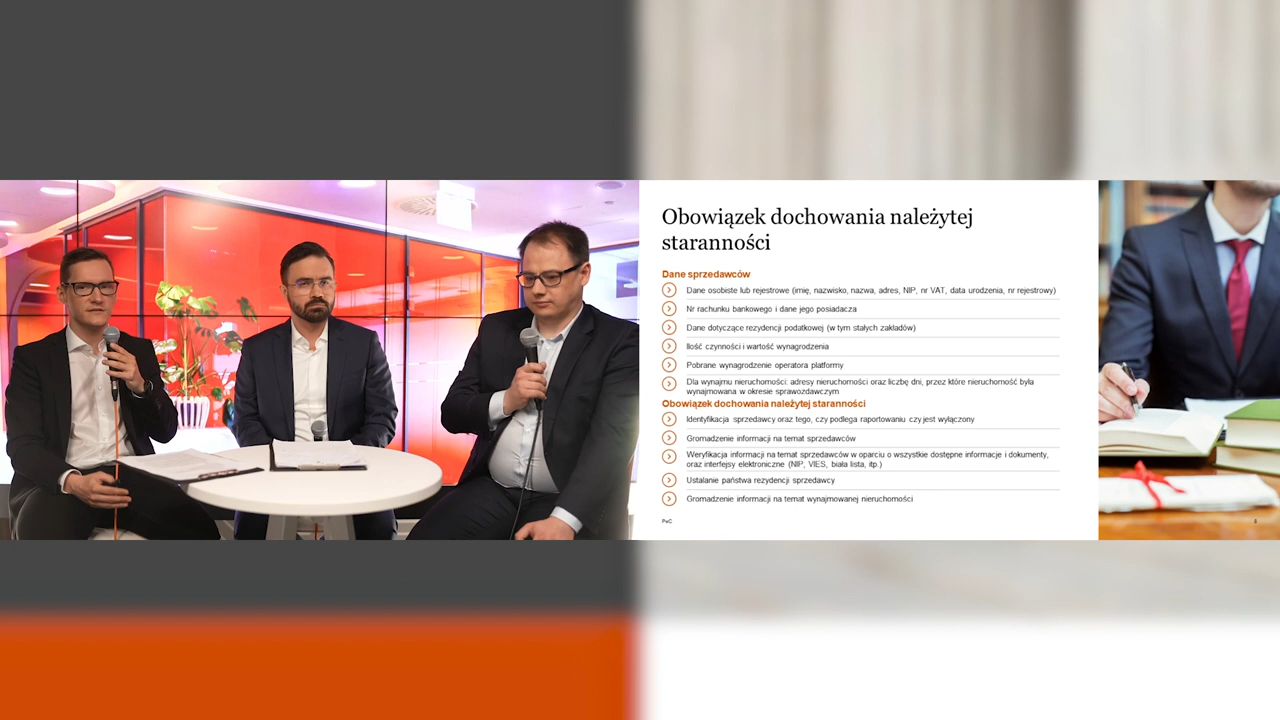 Obowiązek dochowania należytej
staranności
Dane sprzedawców
Dane osobiste lub rejestrowe (imię, nazwisko, nazwa, adres, NIP, nr VAT, data urodzenia, nr rejestrowy)
Nr rachunku bankowego i dane jego posiadacza
Dane dotyczące rezydencji podatkowej (w tym stałych zakładów)
Ilość czynności i wartość wynagrodzenia
Pobrane wynagrodzenie operatora platformy
Dla wynajmu nieruchomości: adresy nieruchomości oraz liczbę dni, przez które nieruchomość była
wynajmowana w okresie sprawozdawczym
Obowiązek dochowania należytej staranności
Identyfikacja sprzedawcy oraz tego, czy podlega raportowaniu czy jest wyłączony
Gromadzenie informacji na temat sprzedawców
Weryfikacja informacji na temat sprzedawców w oparciu o wszystkie dostępne informacje i dokumenty,
oraz interfejsy elektroniczne (NIP, VIES, biała lista, itp.)
Ustalanie państwa rezydencji sprzedawcy
Gromadzenie informacji na temat wynajmowanej nieruchomości
PwC